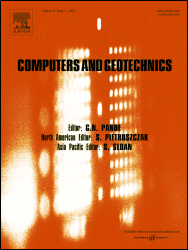 COMPUTERS AND GEOTECHNICS
Editor: G.N. PANDE
North American Editor: S. PIETRUSZCZAK
Asia Pacific Editor: S. SLOAN